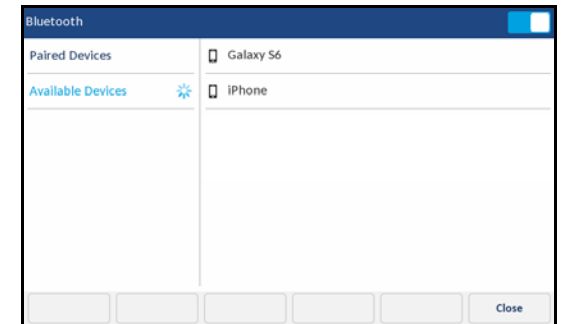 Bluetooth
Paired Devices
Galaxy S6
Available Devices
iPhone
Close